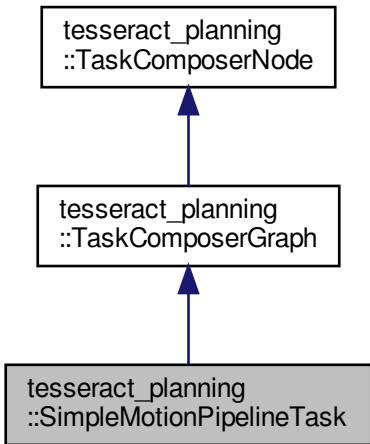 tesseract_planning
::TaskComposerNode
tesseract_planning
::TaskComposerGraph
tesseract_planning
::SimpleMotionPipelineTask